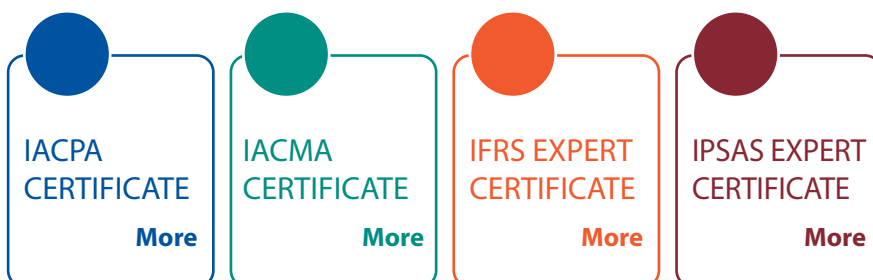 IACPA
CERTIFICATE
More
IACMA
CERTIFICATE
More
IFRS EXPERT
CERTIFICATE
More
IPSAS EXPERT
CERTIFICATE
More